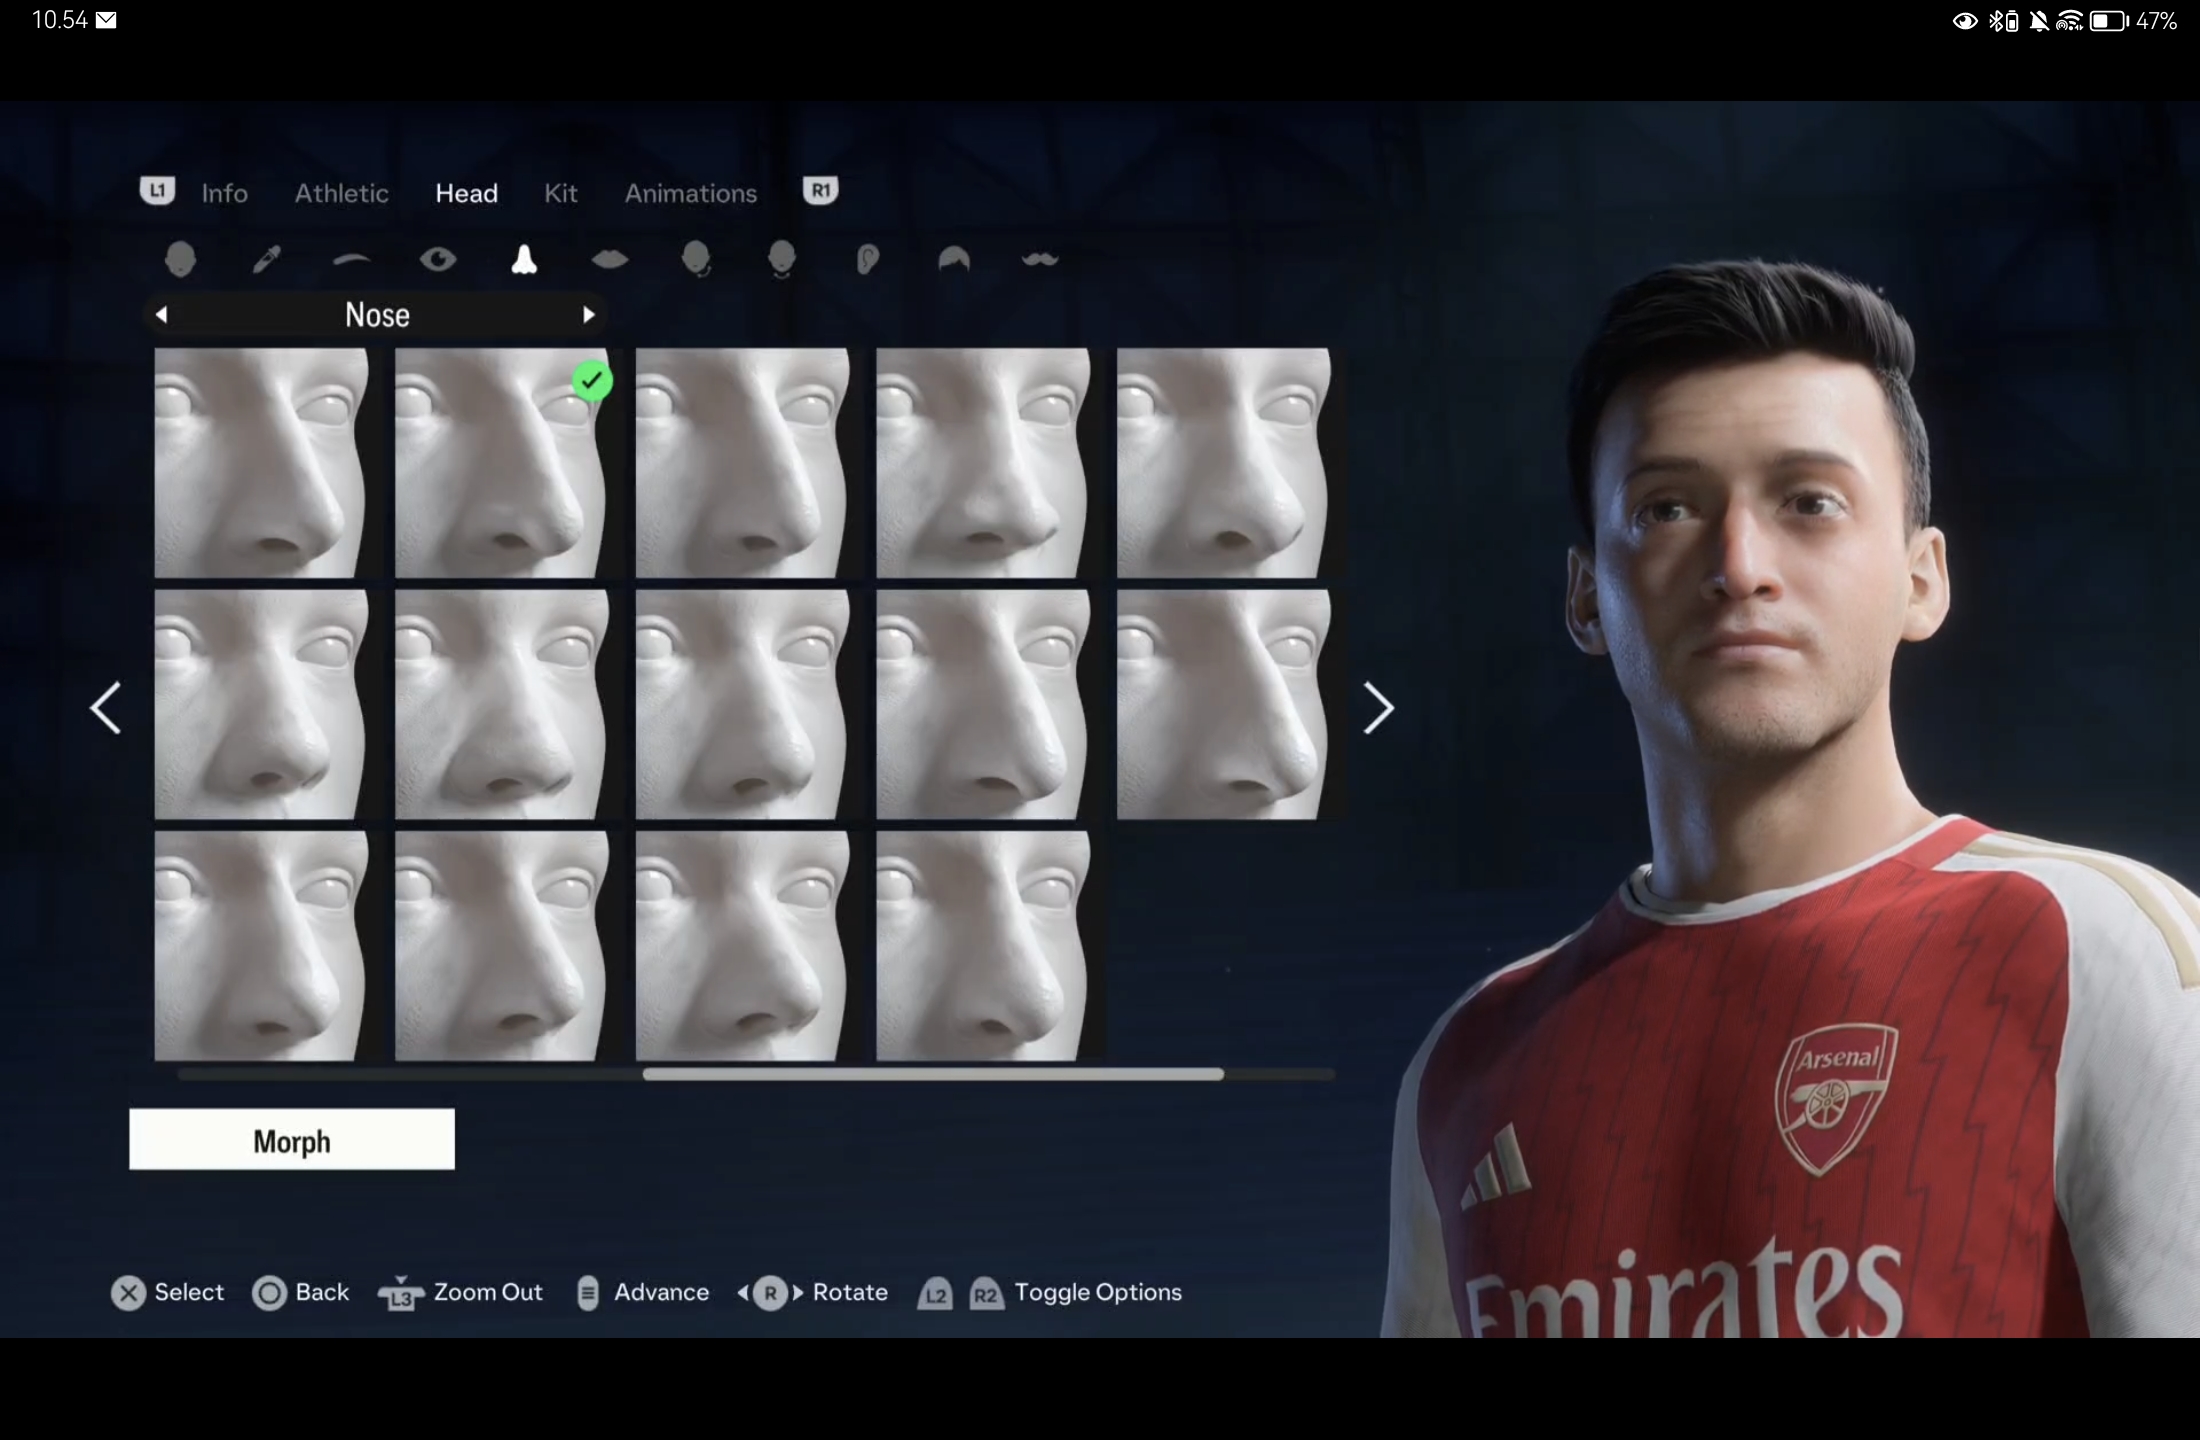 10.54
47%
L1 Info Athletic Head Kit Animations R1
Nose
Morph
Select Back L3 Zoom Out Advance R Rotate L2 R2 Toggle Options
Arsenal
Emirates